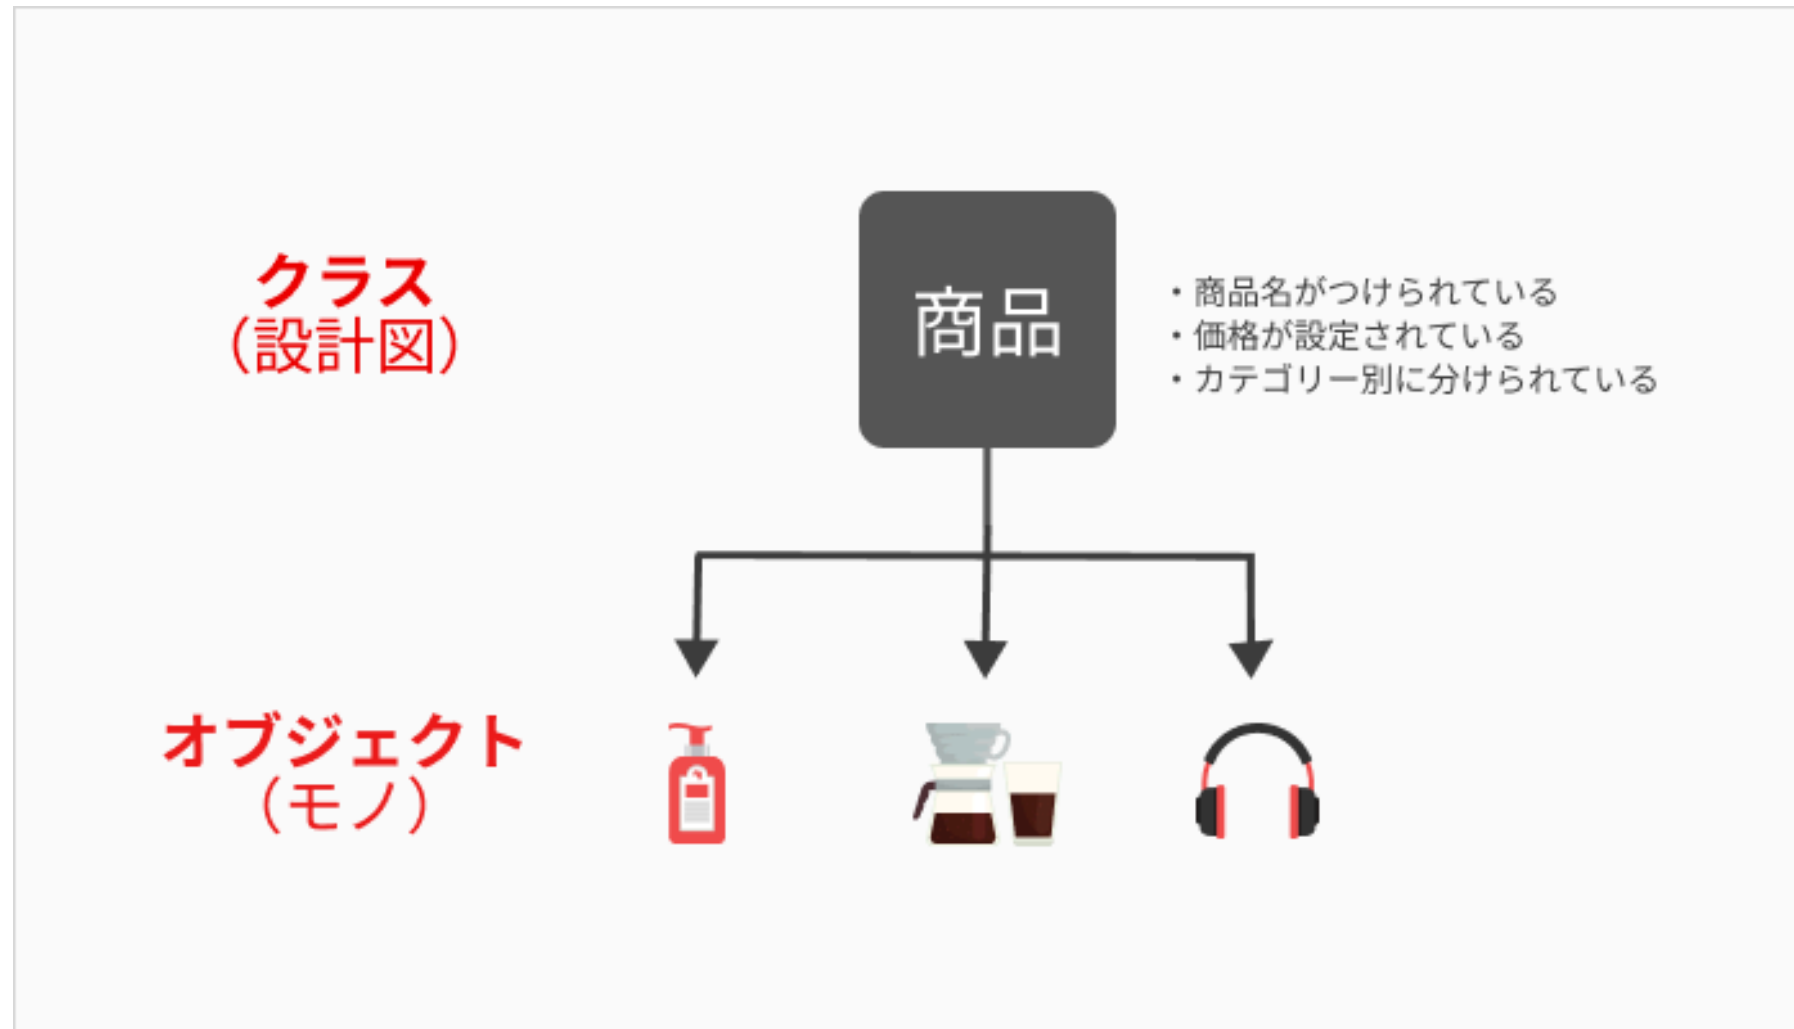 クラス
（設計図）
商品
・商品名がつけられている
・価格が設定されている
・カテゴリー別に分けられている
オブジェクト
（モノ）